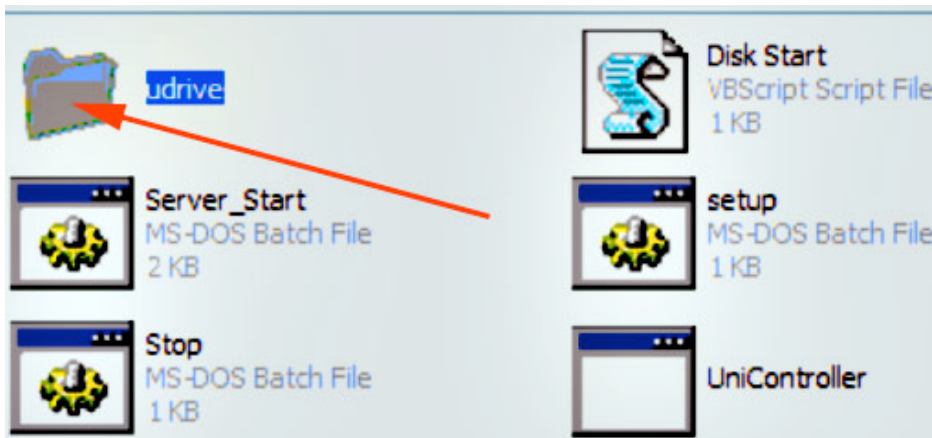 udrive
Disk Start
VBScript Script File
1 KB
Server_Start
MS-DOS Batch File
2 KB
setup
MS-DOS Batch File
1 KB
Stop
MS-DOS Batch File
1 KB
UniController